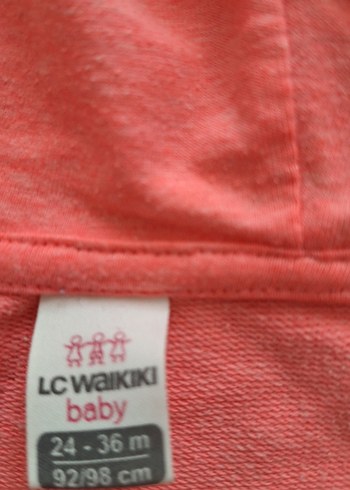 LC WAIKIKI
baby
24 - 36 m
92/98 cm